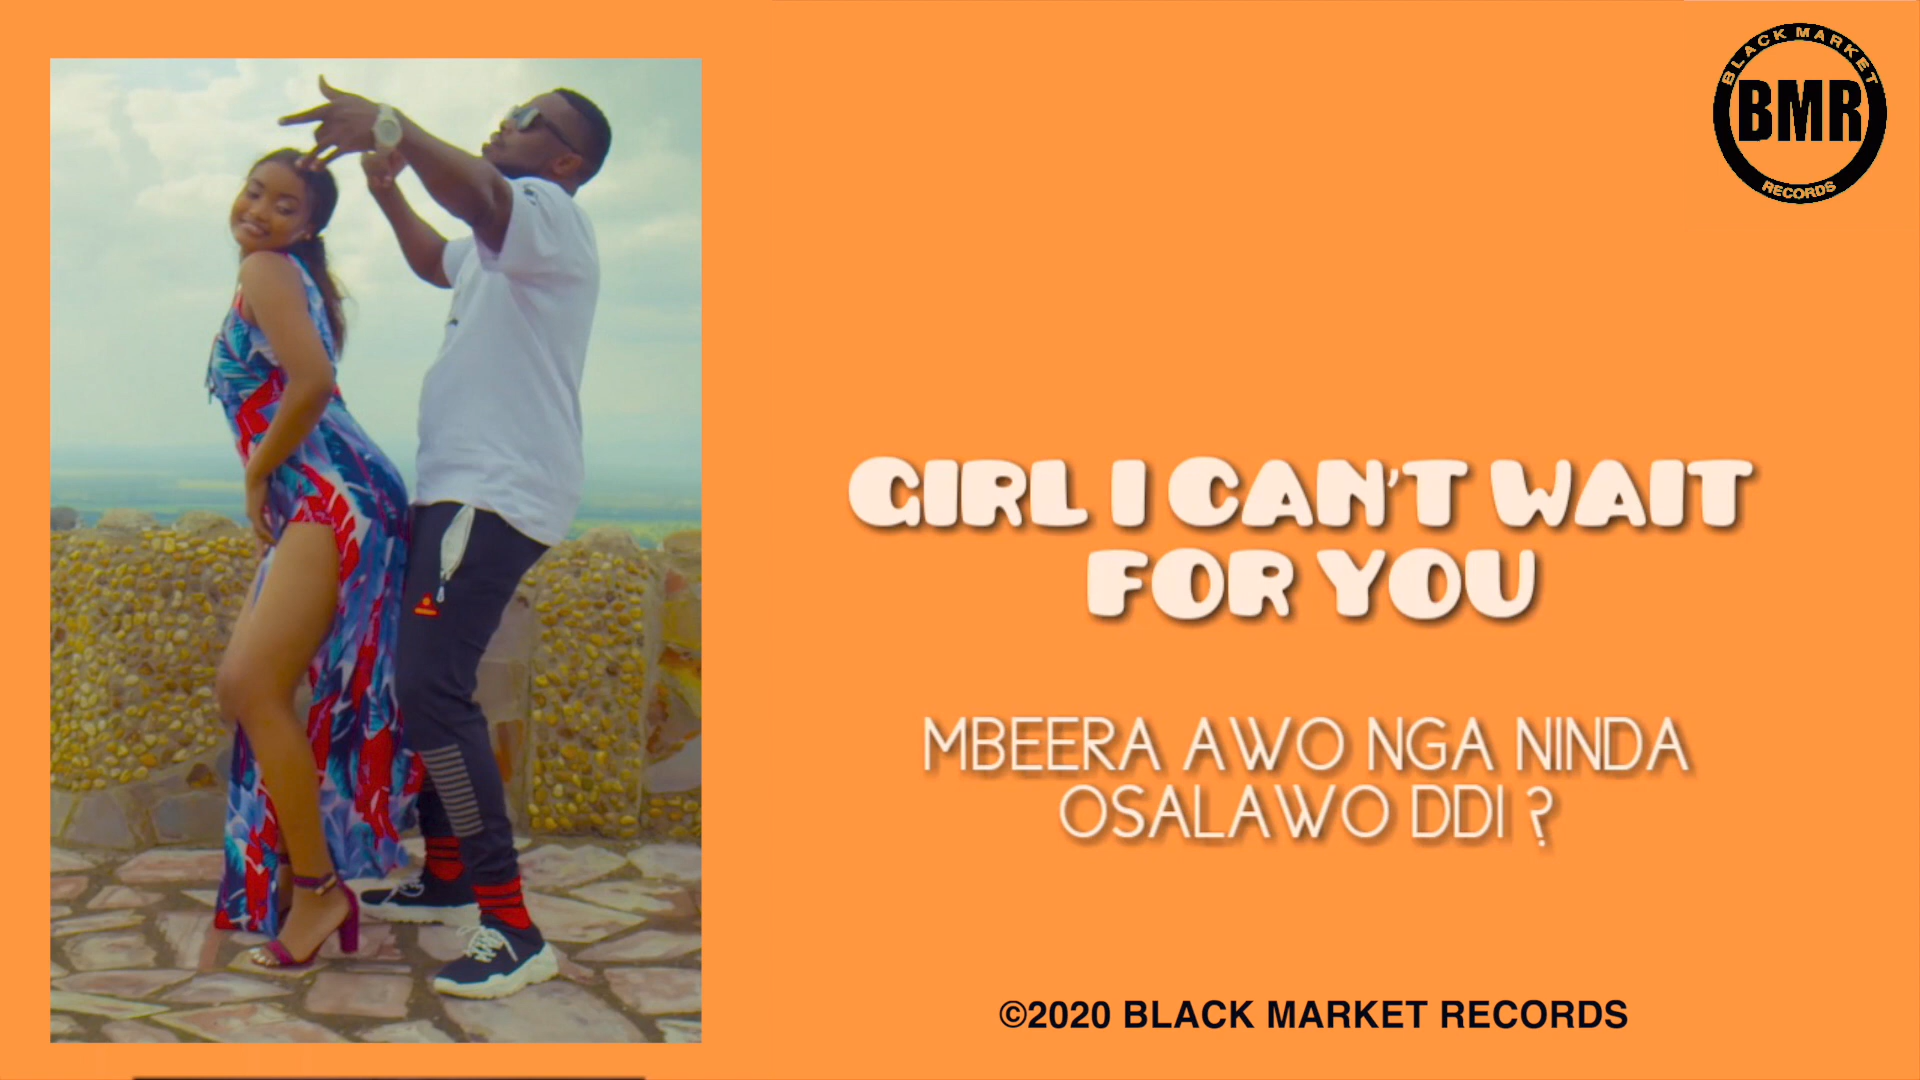 BLACK MARKET
BMR
RECORDS
GIRL I CAN'T WAIT
FOR YOU
MBEERA AWO NGA NINDA
OSALAWO DDI ?
©2020 BLACK MARKET RECORDS